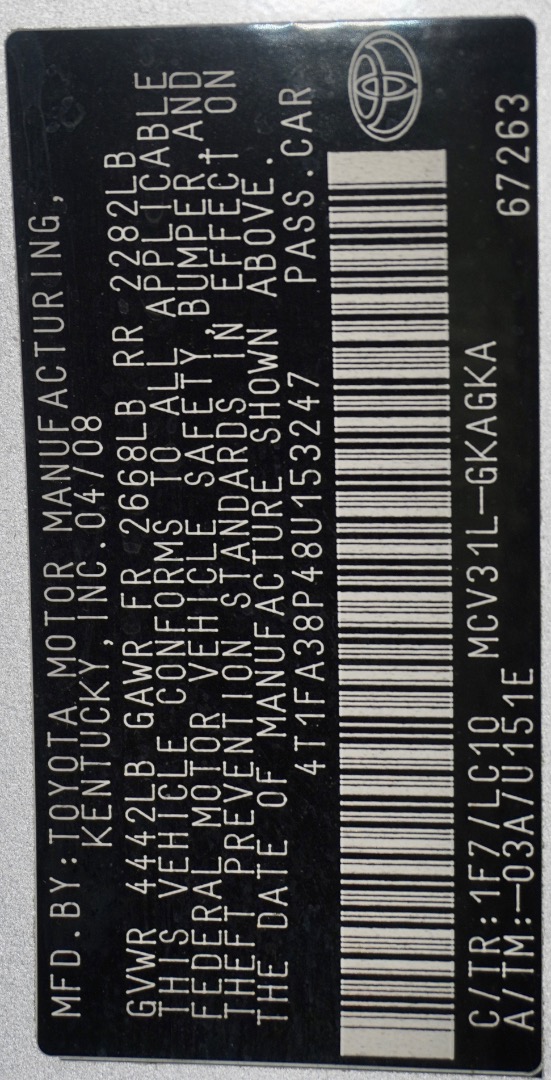 MFD.BY:TOYOTA MOTOR MANUFACTURING,
KENTUCKY,INC.04/08
GVWR 4442LB GAWR FR 2668LB RR 2282LB
THIS VEHICLE CONFORMS TO ALL APPLICABLE
FEDERAL MOTOR VEHICLE SAFETY,BUMPER,AND
THEFT PREVENTION STANDARDS IN EFFECT ON
THE DATE OF MANUFACTURE SHOWN ABOVE.
4T1FA38P48U153247 PASS.CAR
C/TR:1F7/LC10 MCV31L-GKAGKA
A/TM:-03A/U151E 67263